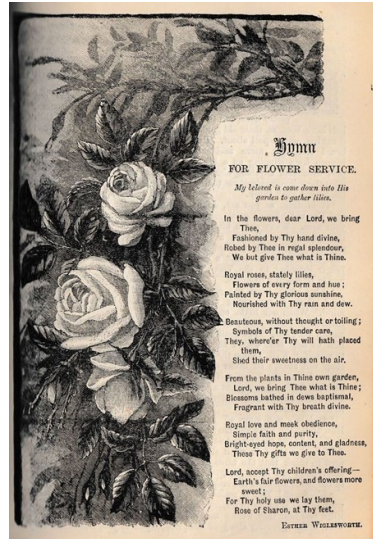 Hymn
FOR FLOWER SERVICE.
My beloved is come down into His
garden to gather lilies.
In the flowers, dear Lord, we bring
Thee,
Fashioned by Thy hand divine,
Robed by Thee in regal splendour,
We but give Thee what is Thine.
Royal roses, stately lilies,
Flowers of every form and hue;
Painted by Thy glorious sunshine,
Nourished with Thy rain and dew.
Beauteous, without thought or toiling;
Symbols of Thy tender care,
They, where'er Thy will hath placed
them,
Shed their sweetness on the air.
From the plants in Thine own garden,
Lord, we bring Thee what is Thine;
Blossoms bathed in dews baptismal,
Fragrant with Thy breath divine.
Royal love and meek obedience,
Simple faith and purity,
Bright-eyed hope, content, and gladness,
These Thy gifts we give to Thee.
Lord, accept Thy children's offering—
Earth's fair flowers, and flowers more
sweet;
For Thy holy use we lay them,
Rose of Sharon, at Thy feet.
ESTHER WIGLESWORTH.